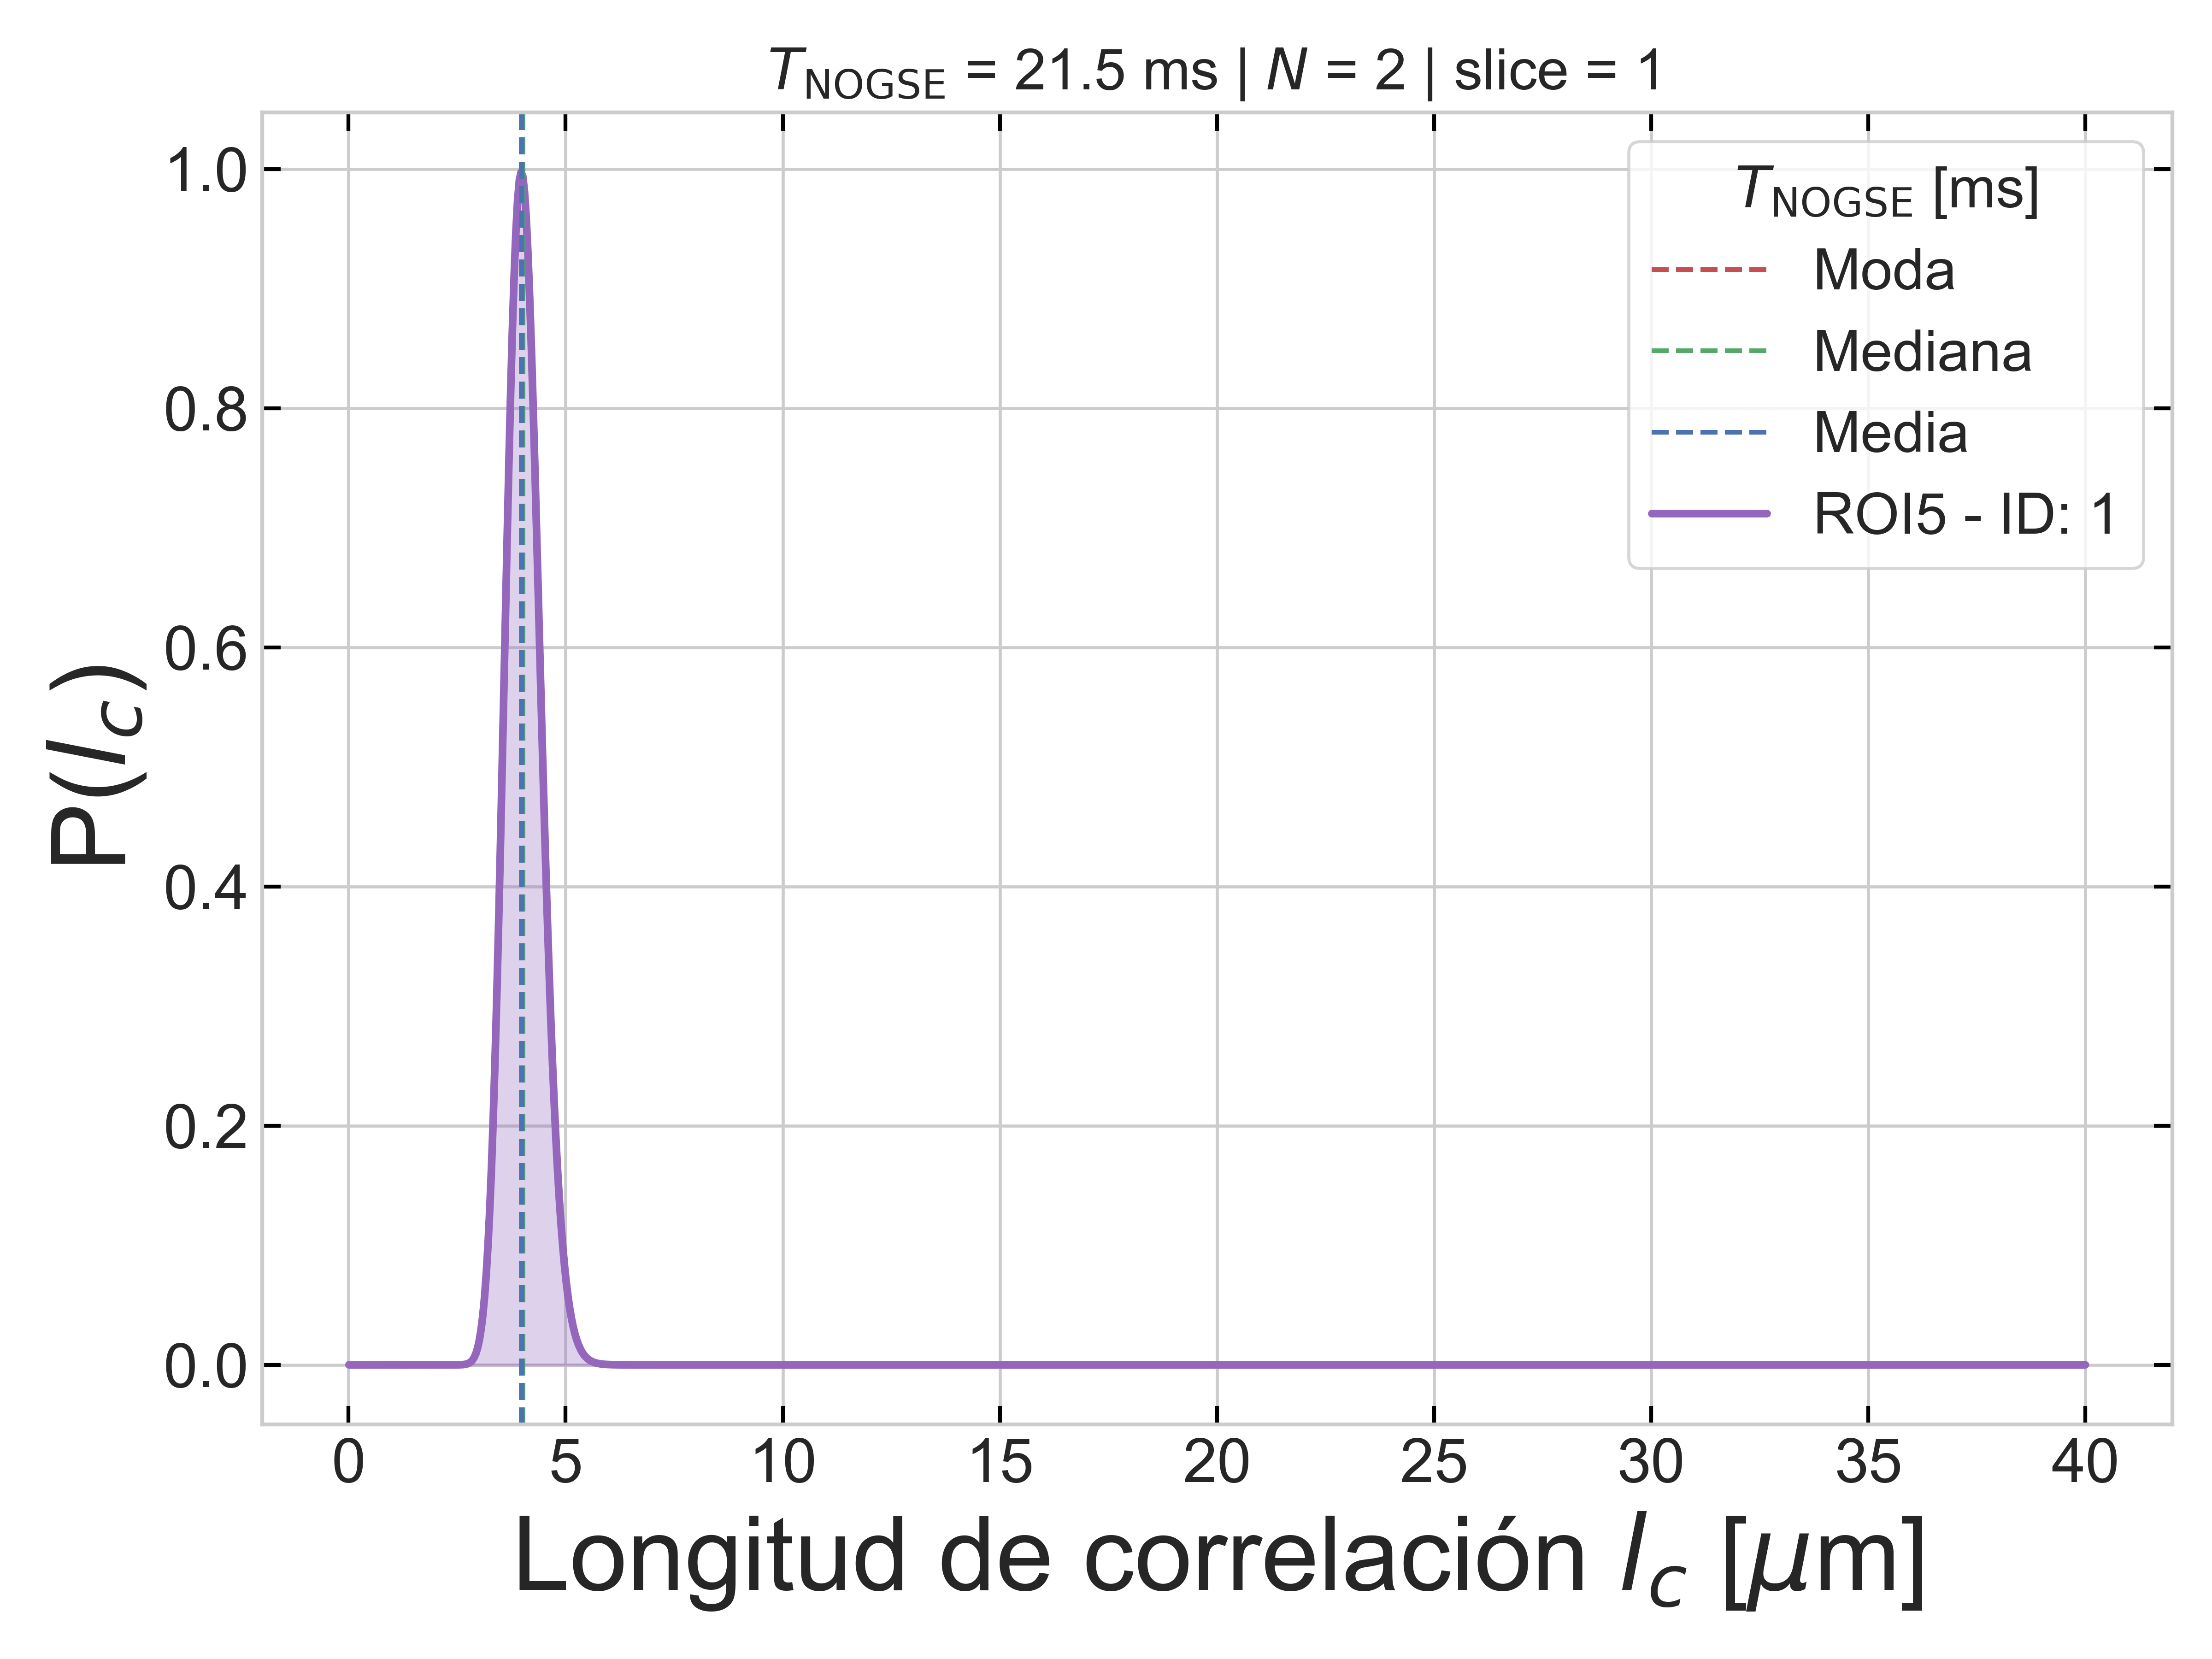 T_NOGSE = 21.5 ms | N = 2 | slice = 1
P(l_c)
1.0
0.8
0.6
0.4
0.2
0.0
T_NOGSE [ms]
Moda
Mediana
Media
ROI5 - ID: 1
0 5 10 15 20 25 30 35 40
Longitud de correlación l_c [μm]